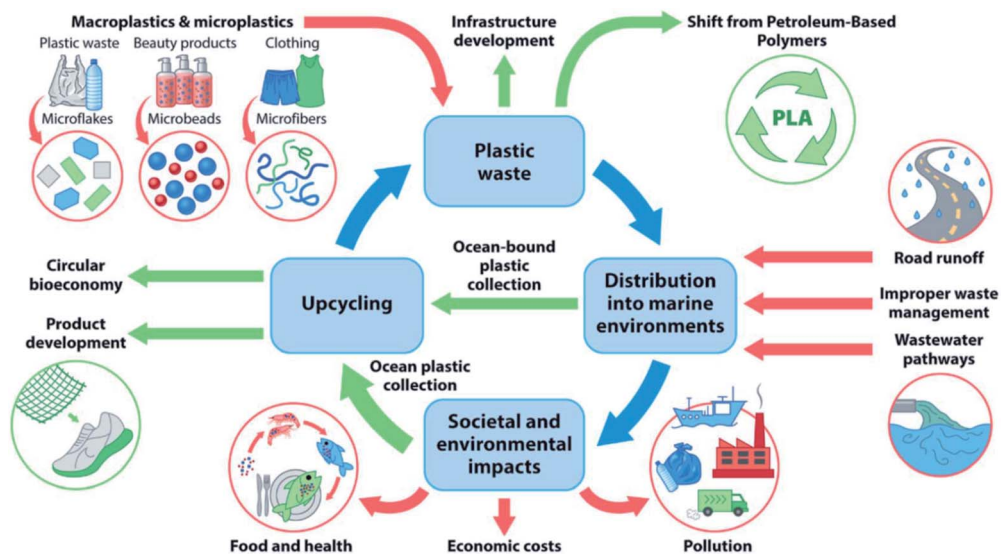 Macroplastics & microplastics
Plastic waste
Beauty products
Clothing
Microflakes
Microbeads
Microfibers
Infrastructure
development
Shift from Petroleum-Based
Polymers
PLA
Plastic
waste
Road runoff
Improper waste
management
Wastewater
pathways
Distribution
into marine
environments
Ocean-bound
plastic
collection
Upcycling
Circular
bioeconomy
Product
development
Ocean plastic
collection
Societal and
environmental
impacts
Food and health
Economic costs
Pollution